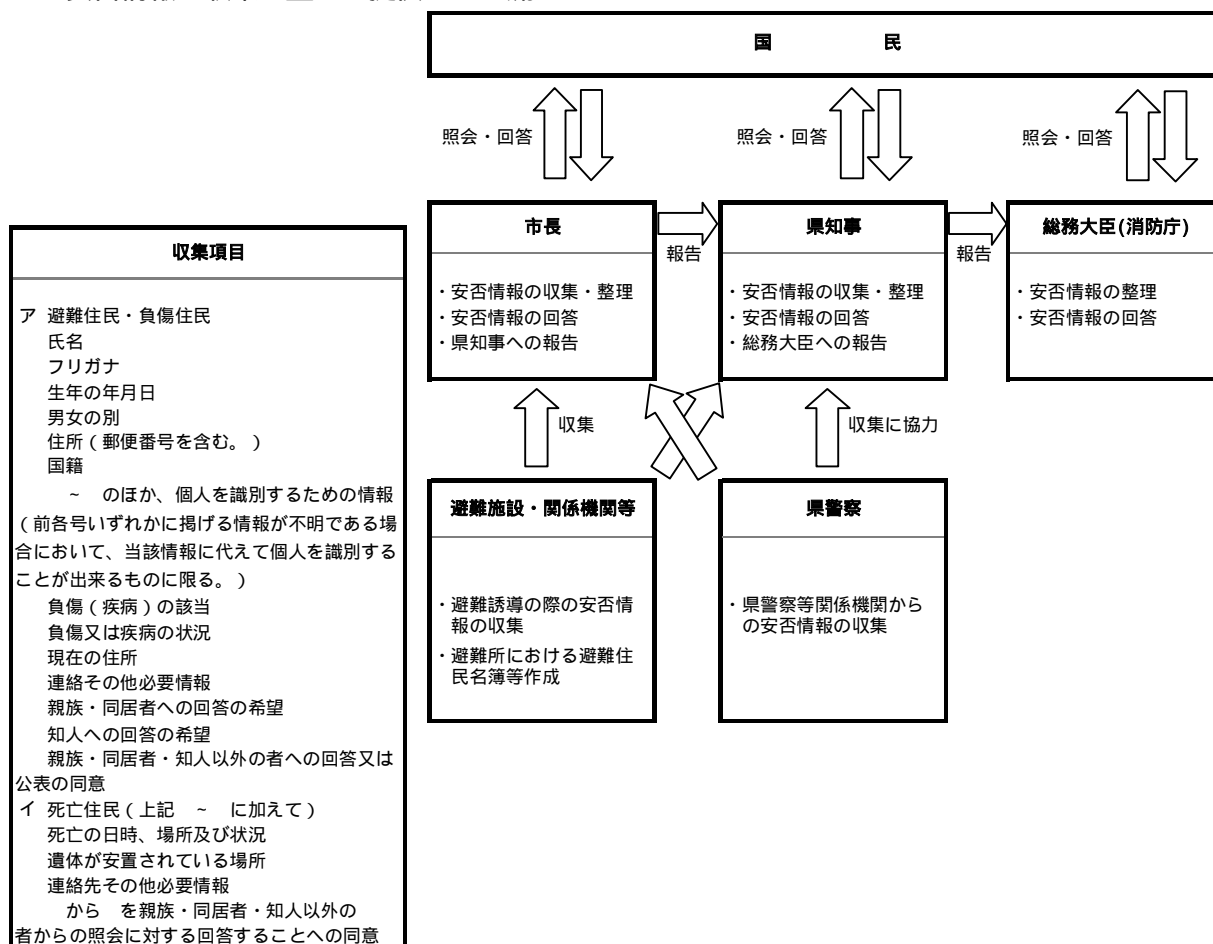 国 民
照会・回答
照会・回答
照会・回答
市長
・安否情報の収集・整理
・安否情報の回答
・県知事への報告
報告
県知事
・安否情報の収集・整理
・安否情報の回答
・総務大臣への報告
報告
総務大臣(消防庁)
・安否情報の整理
・安否情報の回答
収集
収集に協力
避難施設・関係機関等
・避難誘導の際の安否情
報の収集
・避難所における避難住
民名簿等作成
県警察
・県警察等関係機関から
の安否情報の収集
収集項目
ア 避難住民・負傷住民
氏名
フリガナ
生年の年月日
男女の別
住所(郵便番号を含む。)
国籍
~ のほか、個人を識別するための情報
(前各号いずれかに掲げる情報が不明である場
合において、当該情報に代えて個人を識別する
ことが出来るものに限る。)
負傷(疾病)の該当
負傷又は疾病の状況
現在の住所
連絡その他必要情報
親族・同居者への回答の希望
知人への回答の希望
親族・同居者・知人以外の者への回答又は
公表の同意
イ 死亡住民(上記 ~ に加えて)
死亡の日時、場所及び状況
遺体が安置されている場所
連絡先その他必要情報
から を親族・同居者・知人以外の
者からの照会に対する回答することへの同意